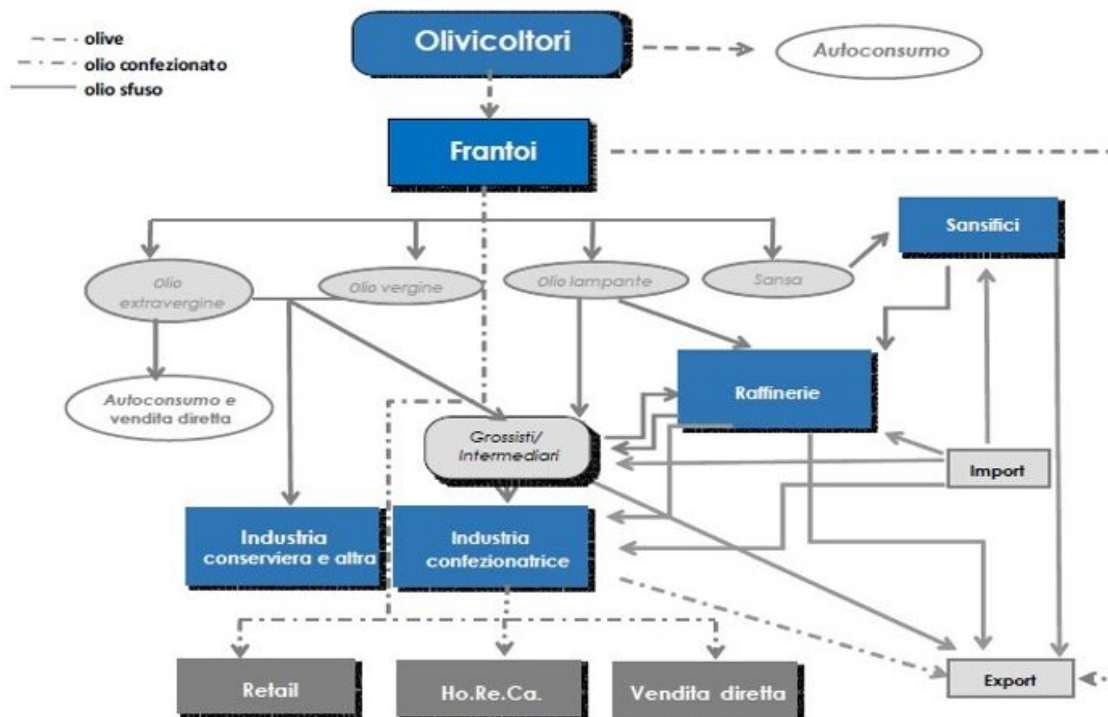 olive
olio confezionato
olio sfuso
Olivicoltori
Autoconsumo
Frantoi
Sansifici
Olio
extravergine
Olio vergine
Olio lampante
Sansa
Autoconsumo e
vendita diretta
Raffinerie
Grossisti/
Intermediari
Import
Industria
conserviera e altra
Industria
confezionatrice
Retail
Ho.Re.Ca.
Vendita diretta
Export